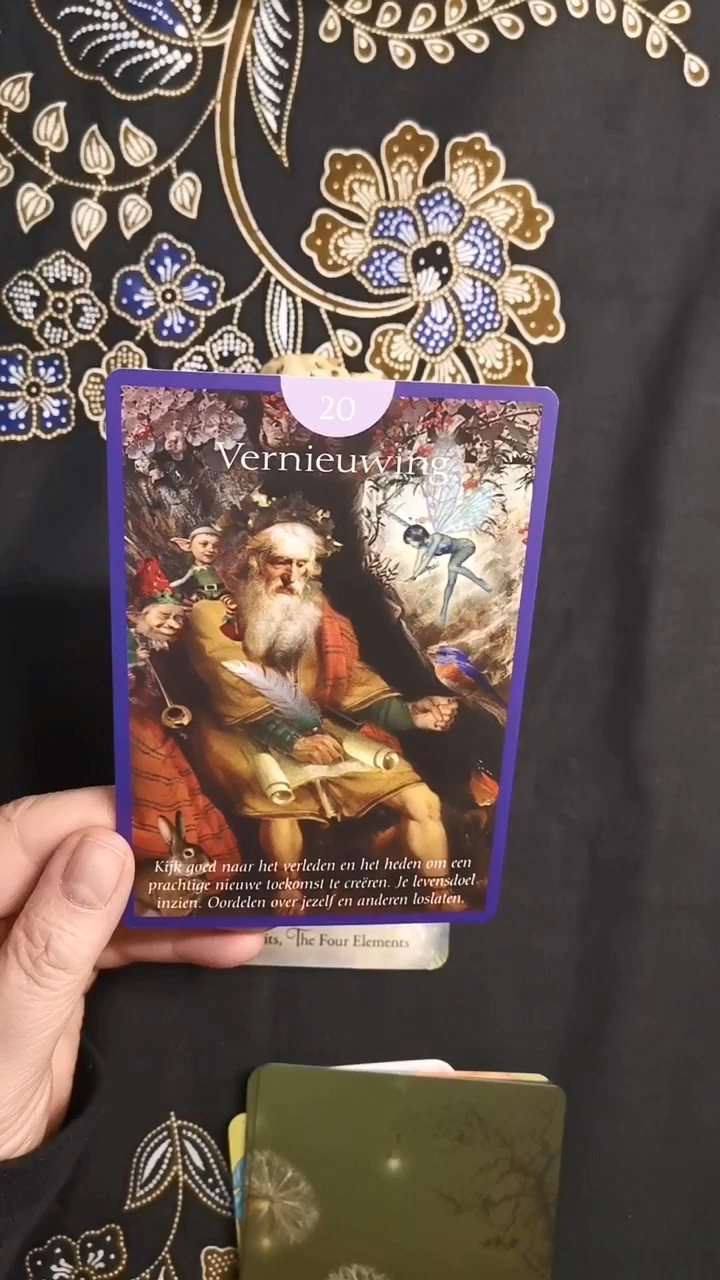 20
Vernieuwing
Kijk goed naar het verleden en het heden om een
prachtige nieuwe toekomst te creëren. Je levensdoel
inzien. Oordelen over jezelf en anderen loslaten.
The Four Elements